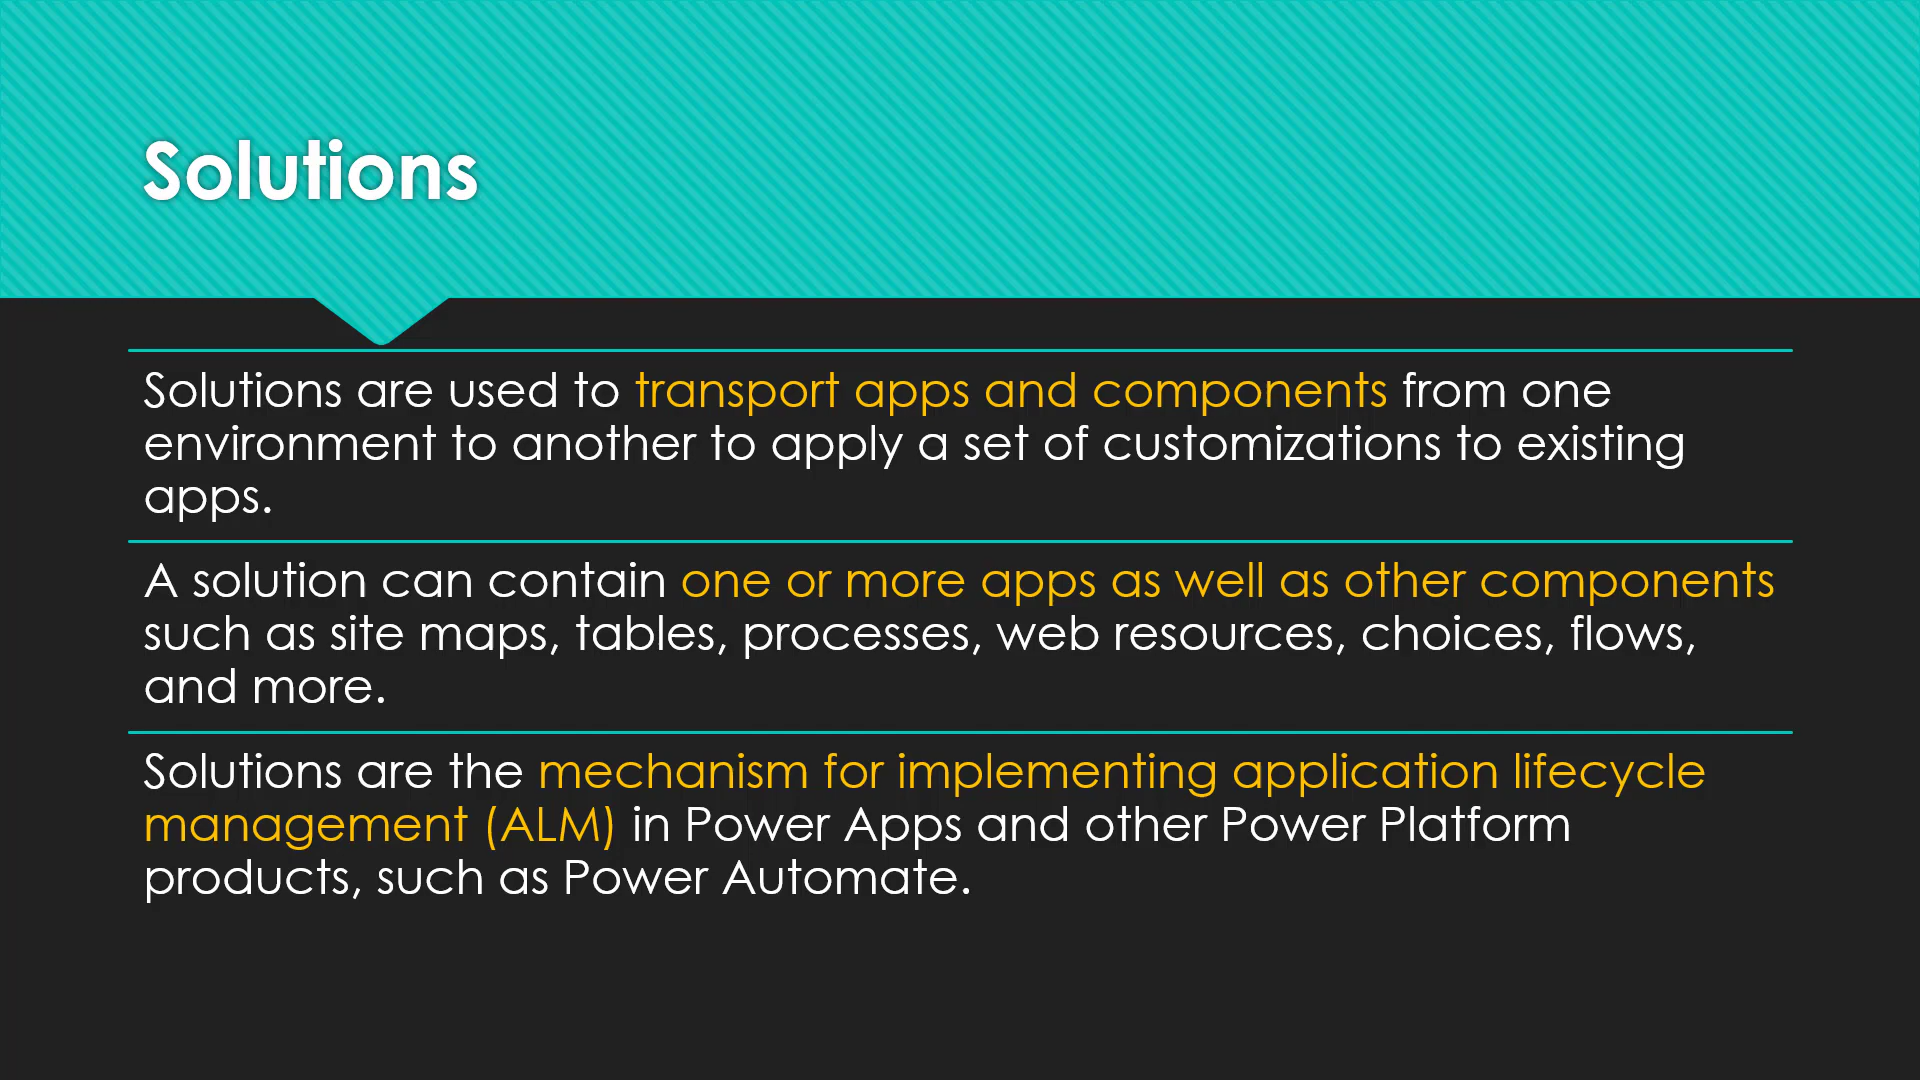 Solutions
Solutions are used to transport apps and components from one
environment to another to apply a set of customizations to existing
apps.
A solution can contain one or more apps as well as other components
such as site maps, tables, processes, web resources, choices, flows,
and more.
Solutions are the mechanism for implementing application lifecycle
management (ALM) in Power Apps and other Power Platform
products, such as Power Automate.